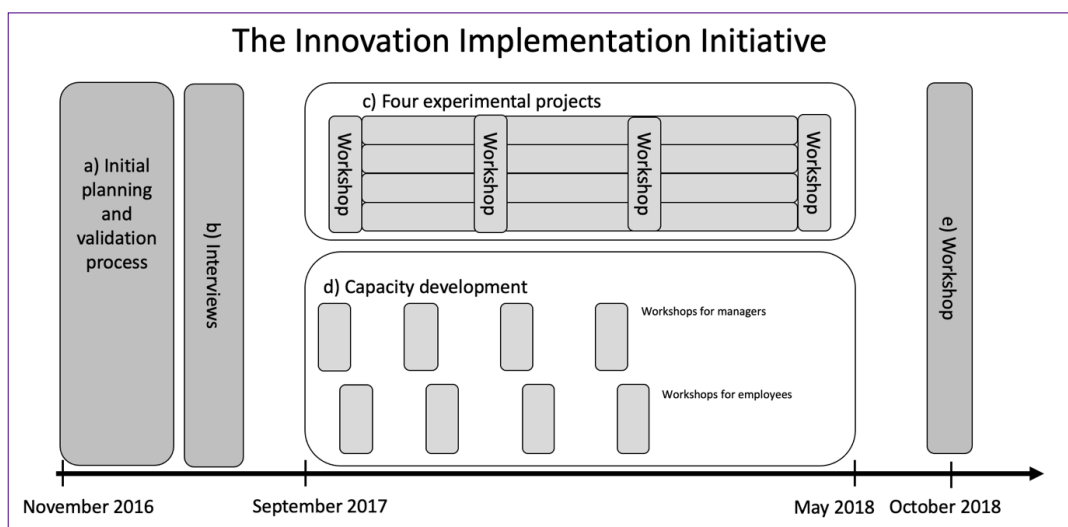 The Innovation Implementation Initiative
a) Initial
planning
and
validation
process
b) Interviews
c) Four experimental projects
Workshop
Workshop
Workshop
Workshop
d) Capacity development
Workshops for managers
Workshops for employees
e) Workshop
November 2016
September 2017
May 2018
October 2018